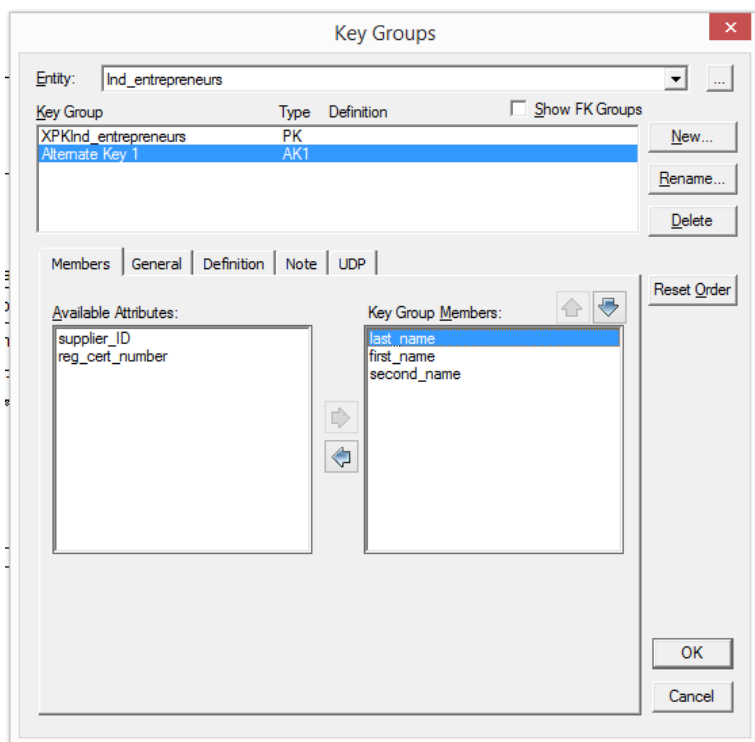 Key Groups
Entity: Ind_entrepreneurs ...
Key Group Type Definition Show FK Groups
XPKInd_entrepreneurs PK
Alternate Key 1 AK1
New...
Rename...
Delete
Members General Definition Note UDP
Reset Order
Available Attributes: Key Group Members:
supplier_ID last_name
reg_cert_number first_name
second_name
OK
Cancel